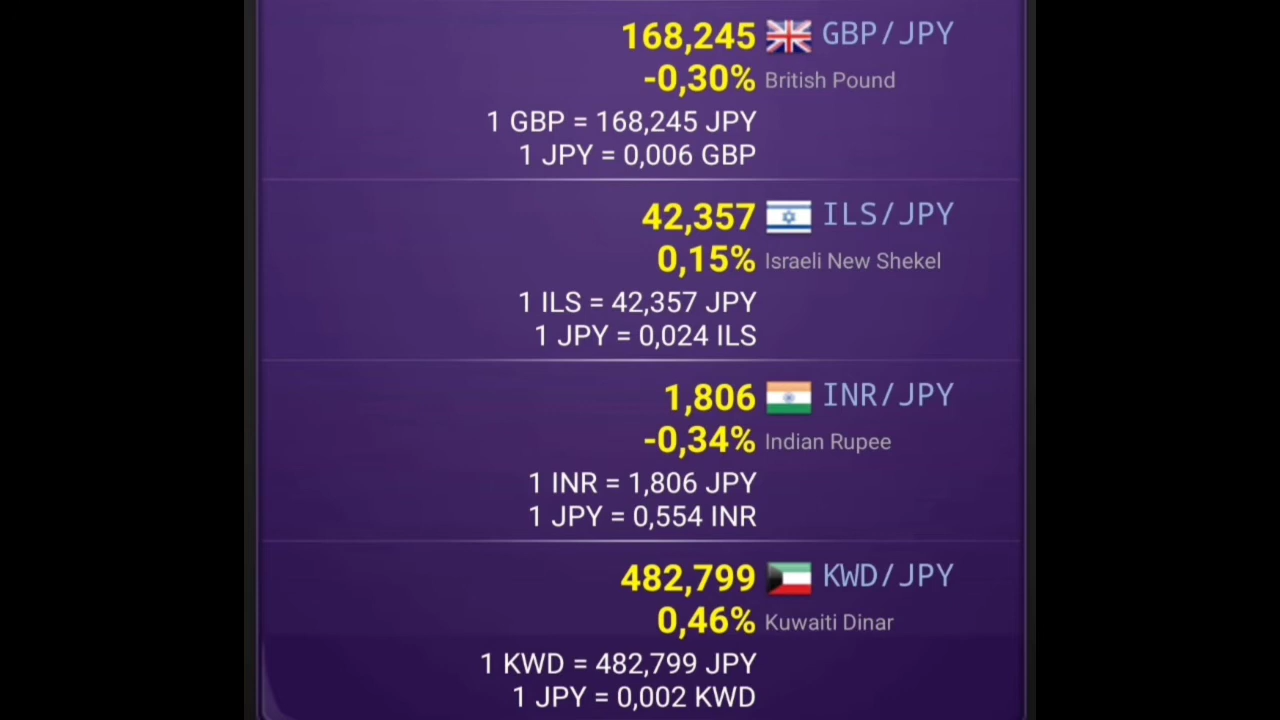 168,245 GBP/JPY
-0,30% British Pound
1 GBP = 168,245 JPY
1 JPY = 0,006 GBP
42,357 ILS/JPY
0,15% Israeli New Shekel
1 ILS = 42,357 JPY
1 JPY = 0,024 ILS
1,806 INR/JPY
-0,34% Indian Rupee
1 INR = 1,806 JPY
1 JPY = 0,554 INR
482,799 KWD/JPY
0,46% Kuwaiti Dinar
1 KWD = 482,799 JPY
1 JPY = 0,002 KWD